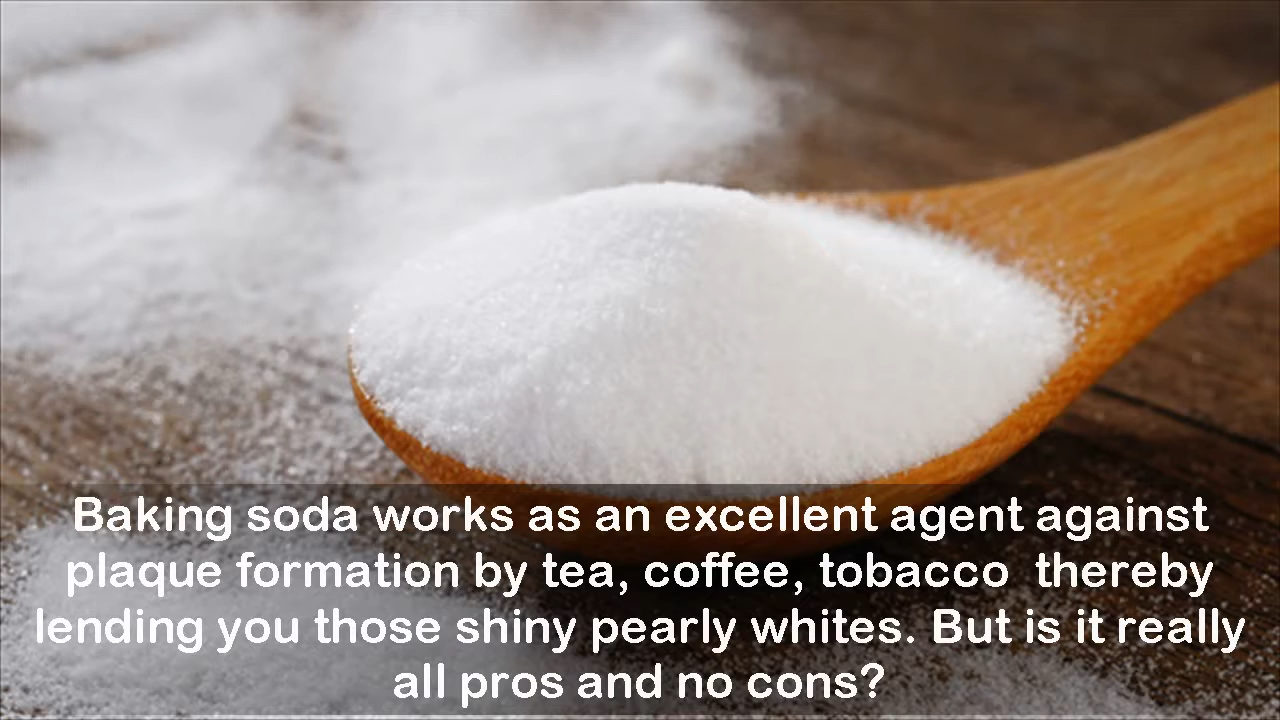 Baking soda works as an excellent agent against
plaque formation by tea, coffee, tobacco  thereby
lending you those shiny pearly whites. But is it really
all pros and no cons?